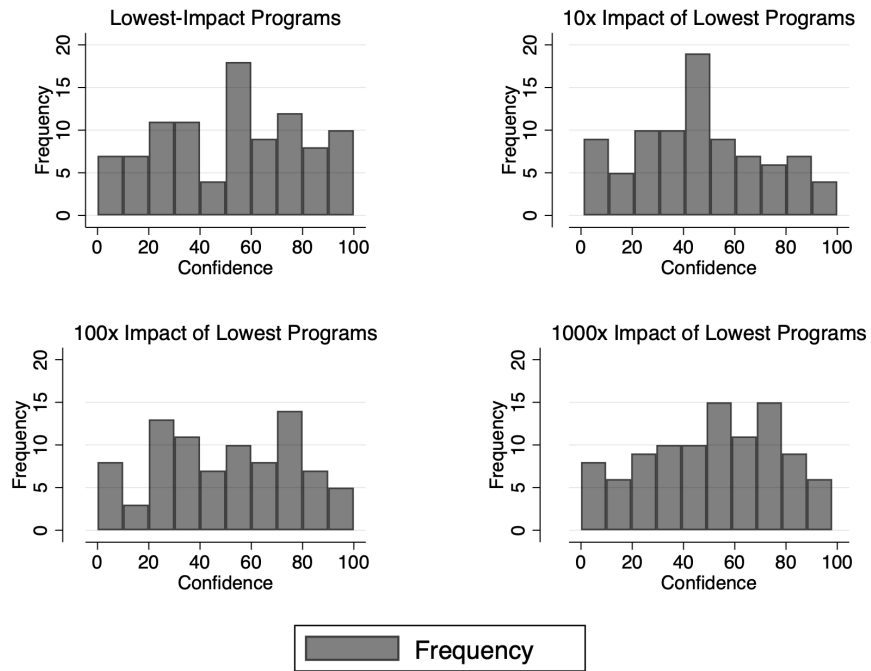 Lowest-Impact Programs
Frequency
20
15
10
5
0
0 20 40 60 80 100
Confidence
10x Impact of Lowest Programs
Frequency
20
15
10
5
0
0 20 40 60 80 100
Confidence
100x Impact of Lowest Programs
Frequency
20
15
10
5
0
0 20 40 60 80 100
Confidence
1000x Impact of Lowest Programs
Frequency
20
15
10
5
0
0 20 40 60 80 100
Confidence
Frequency